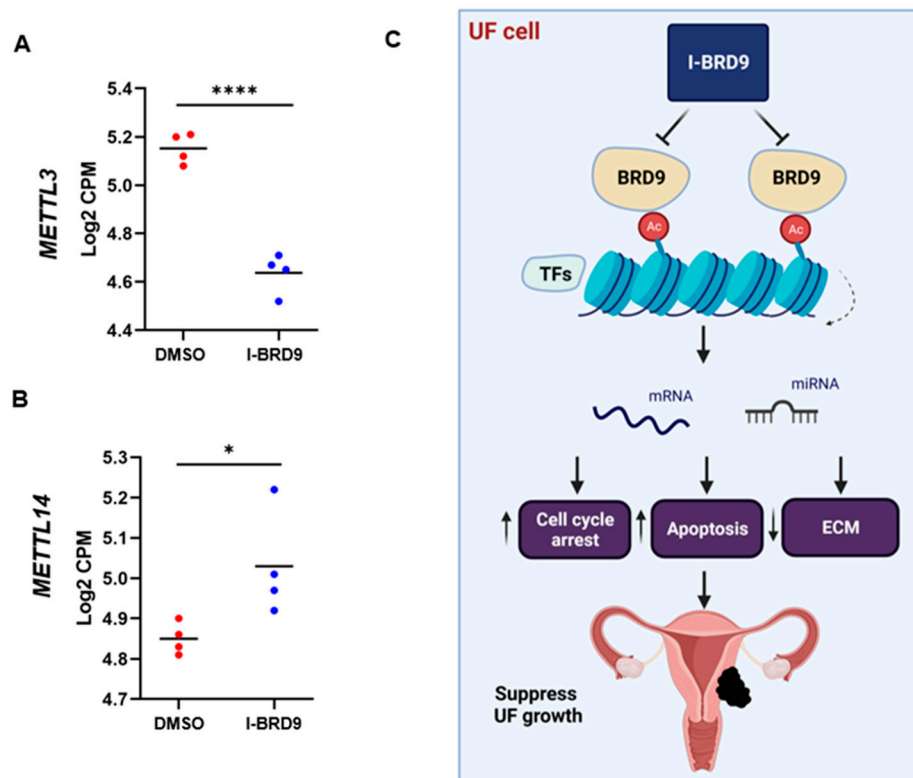 A
METTL3
Log2 CPM
5.4
5.2
5.0
4.8
4.6
4.4
****
DMSO
I-BRD9
B
METTL14
Log2 CPM
5.3
5.2
5.1
5.0
4.9
4.8
4.7
*
DMSO
I-BRD9
C
UF cell
I-BRD9
BRD9
BRD9
Ac
Ac
TFs
mRNA
miRNA
Cell cycle
arrest
Apoptosis
ECM
Suppress
UF growth